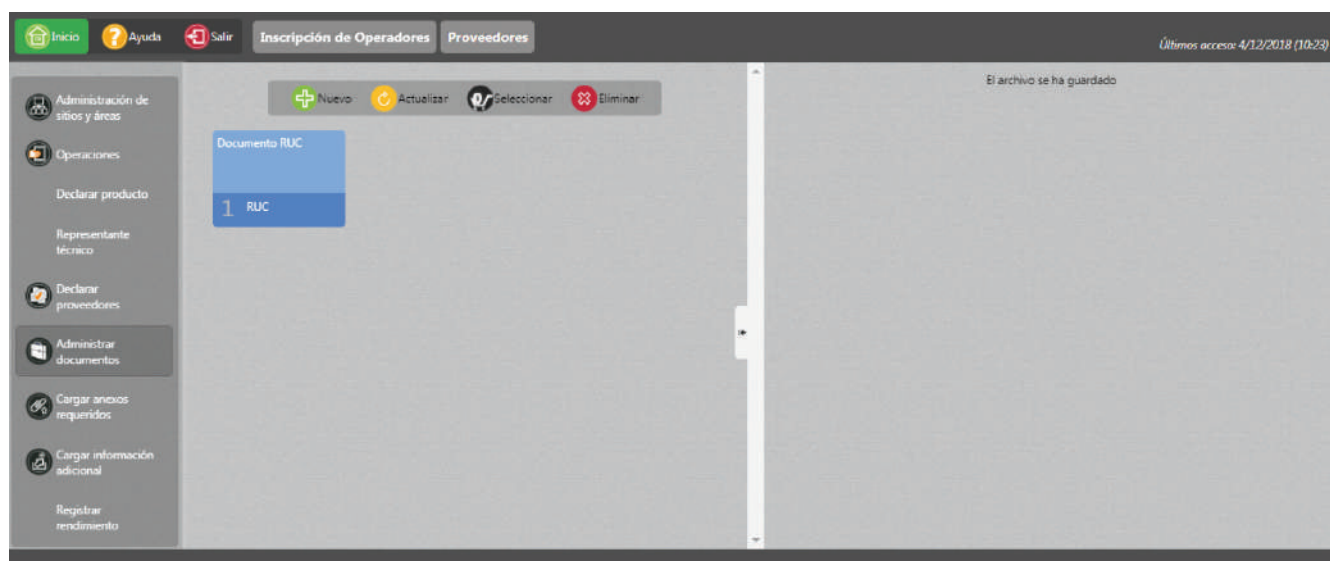 Inicio
Ayuda
Salir
Inscripción de Operadores
Proveedores
Últimos acceso: 4/12/2018 (10:23)
Administración de
sitios y áreas
Operaciones
Declarar producto
Representante
técnico
Declarar
proveedores
Administrar
documentos
Cargar anexos
requeridos
Cargar información
adicional
Registrar
rendimiento
Nuevo
Actualizar
Seleccionar
Eliminar
Documento RUC
1 RUC
El archivo se ha guardado